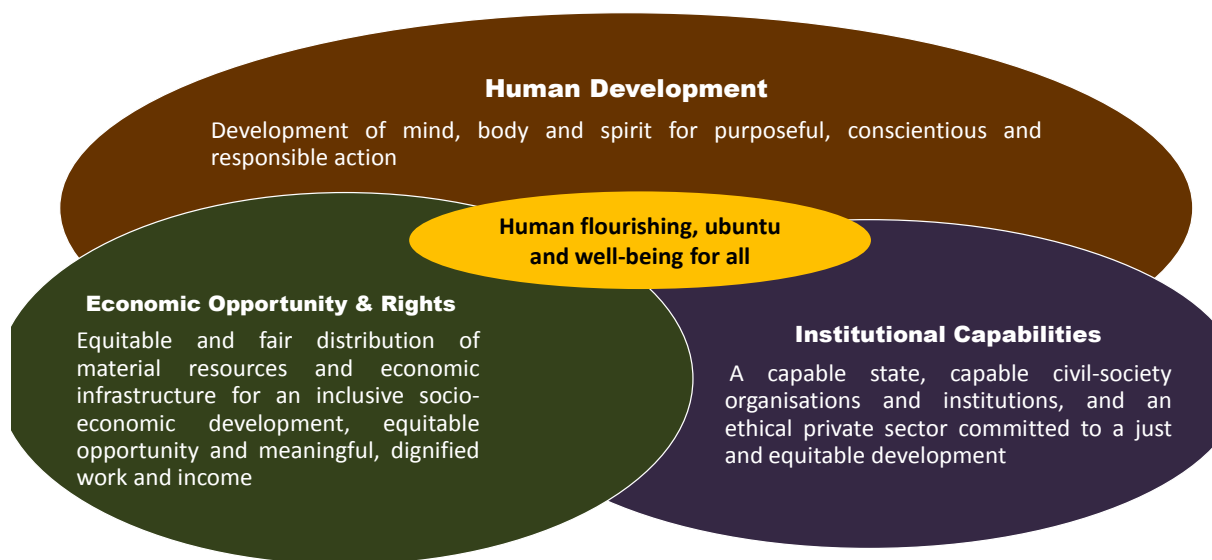 Human Development
Development of mind, body and spirit for purposeful, conscientious and
responsible action
Human flourishing, ubuntu
and well-being for all
Economic Opportunity & Rights
Equitable and fair distribution of
material resources and economic
infrastructure for an inclusive socio-
economic development, equitable
opportunity and meaningful, dignified
work and income
Institutional Capabilities
A capable state, capable civil-society
organisations and institutions, and an
ethical private sector committed to a just
and equitable development